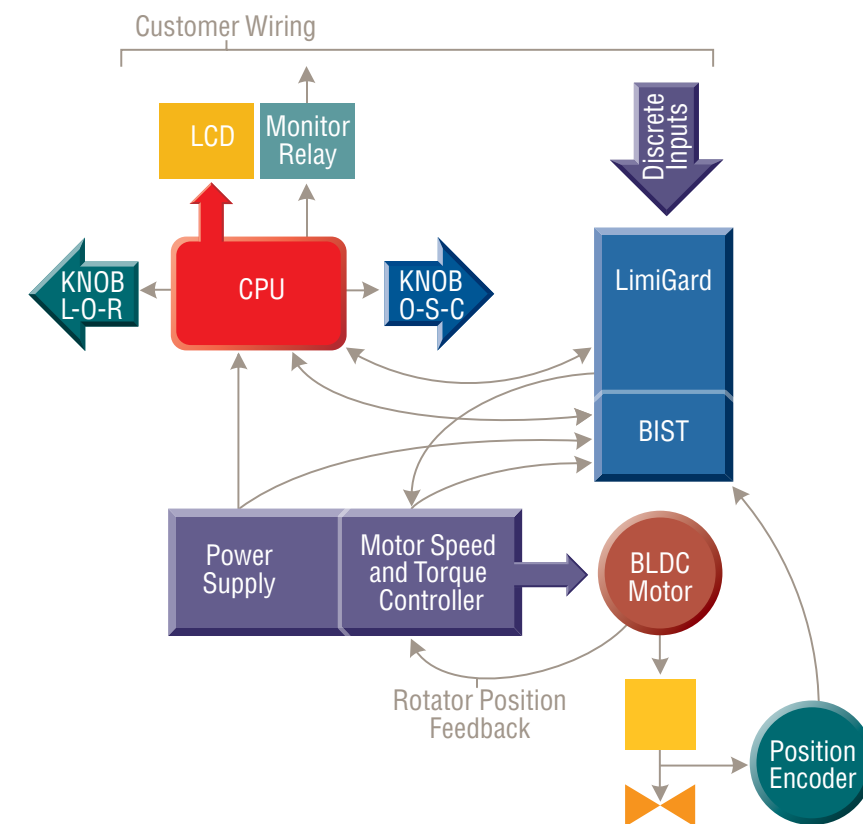 Customer Wiring
LCD
Monitor
Relay
Discrete
Inputs
KNOB
L-O-R
CPU
KNOB
O-S-C
LimiGard
BIST
Power
Supply
Motor Speed
and Torque
Controller
BLDC
Motor
Rotator Position
Feedback
Position
Encoder